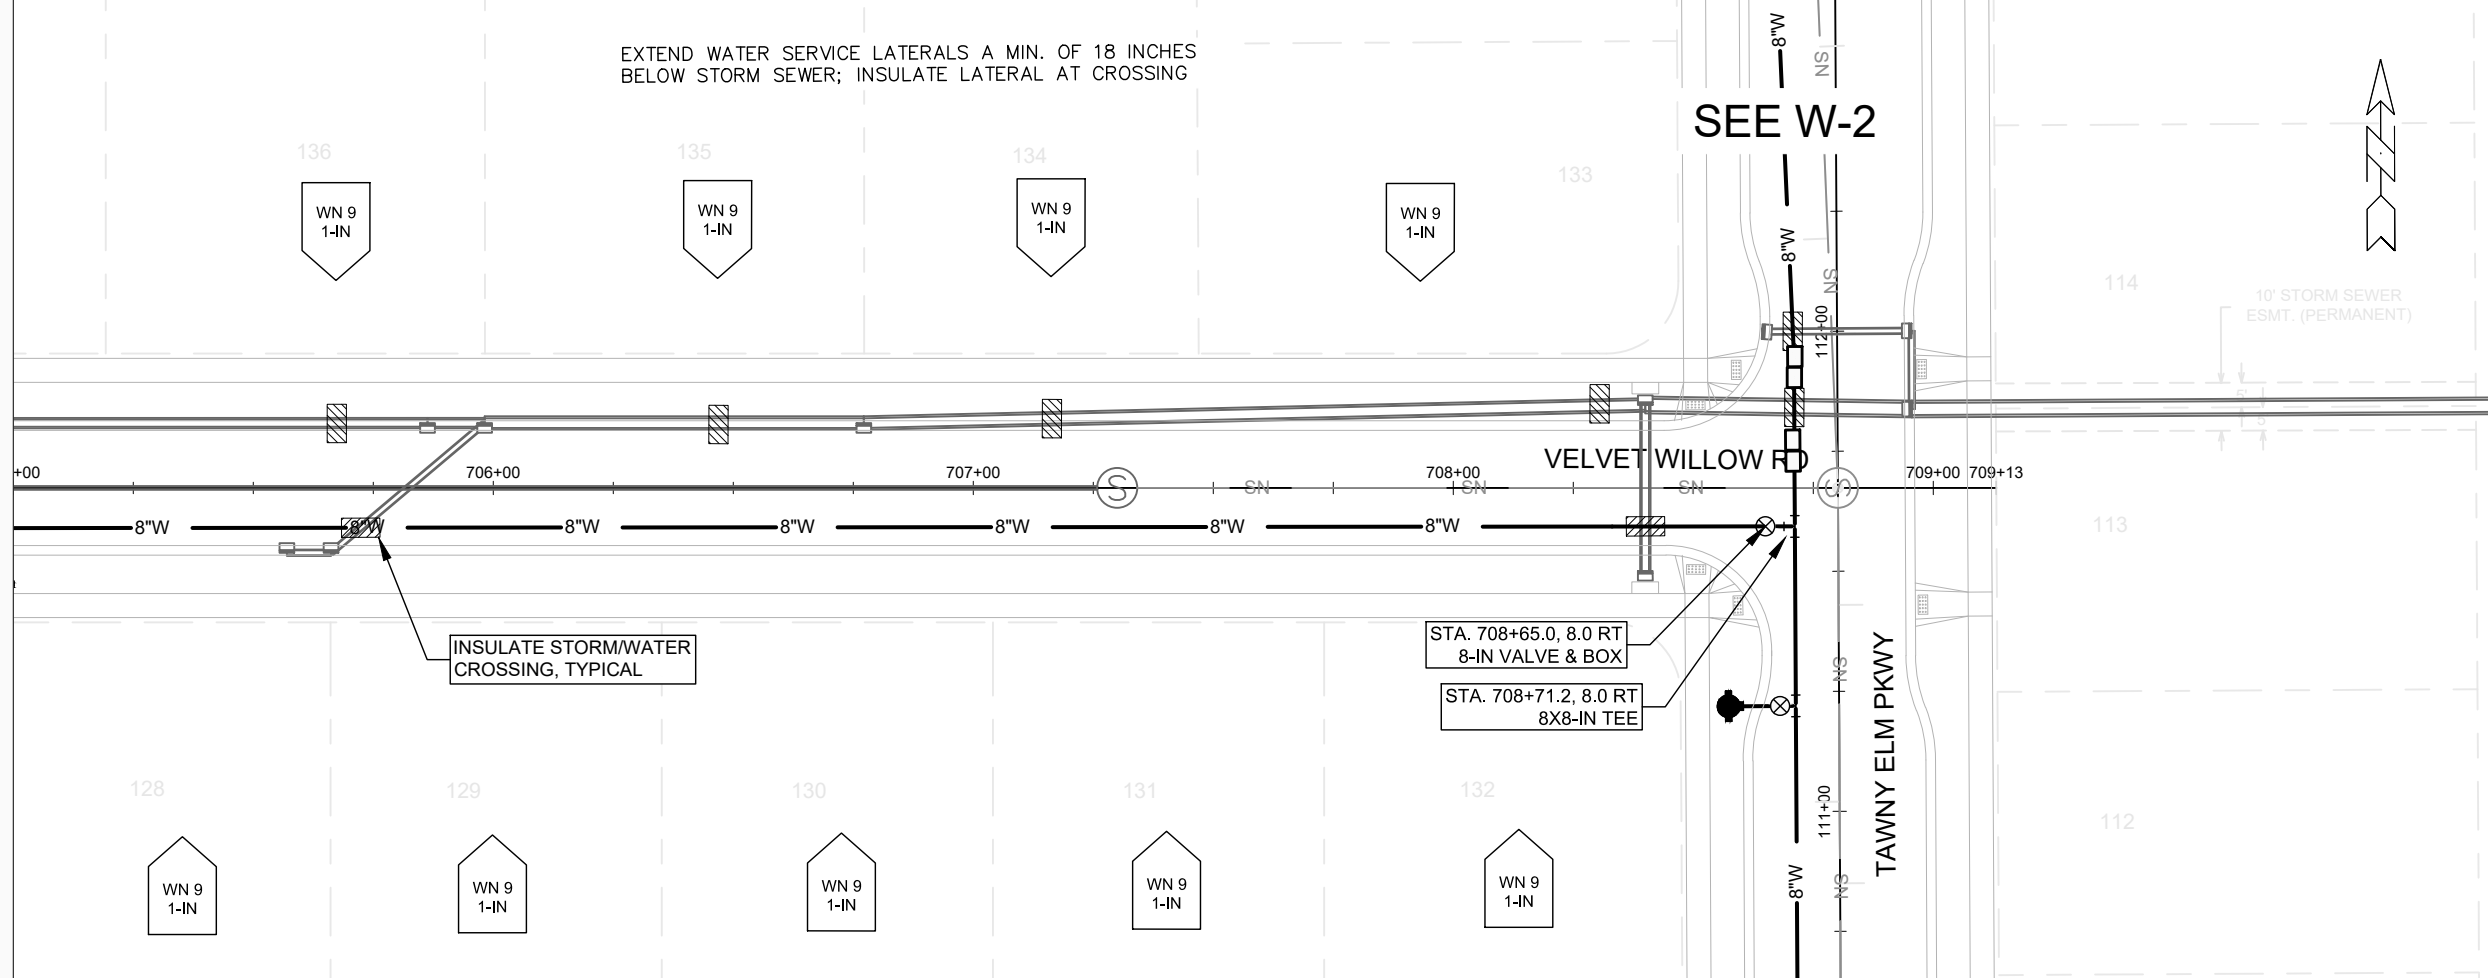 EXTEND WATER SERVICE LATERALS A MIN. OF 18 INCHES
BELOW STORM SEWER; INSULATE LATERAL AT CROSSING
8"W
SN
SEE W-2
136
135
134
133
WN 9
1-IN
WN 9
1-IN
WN 9
1-IN
WN 9
1-IN
8"W
SN
114
10' STORM SEWER
ESMT. (PERMANENT)
112+00
5'
5'
+00
706+00
707+00
708+00
VELVET WILLOW RD
709+00
709+13
S
SN
SN
SN
S
8"W
8"W
8"W
8"W
8"W
8"W
8"W
113
INSULATE STORM/WATER
CROSSING, TYPICAL
STA. 708+65.0, 8.0 RT
8-IN VALVE & BOX
STA. 708+71.2, 8.0 RT
8X8-IN TEE
SN
TAWNY ELM PKWY
128
129
130
131
132
111+00
112
WN 9
1-IN
WN 9
1-IN
WN 9
1-IN
WN 9
1-IN
WN 9
1-IN
8"W
SN